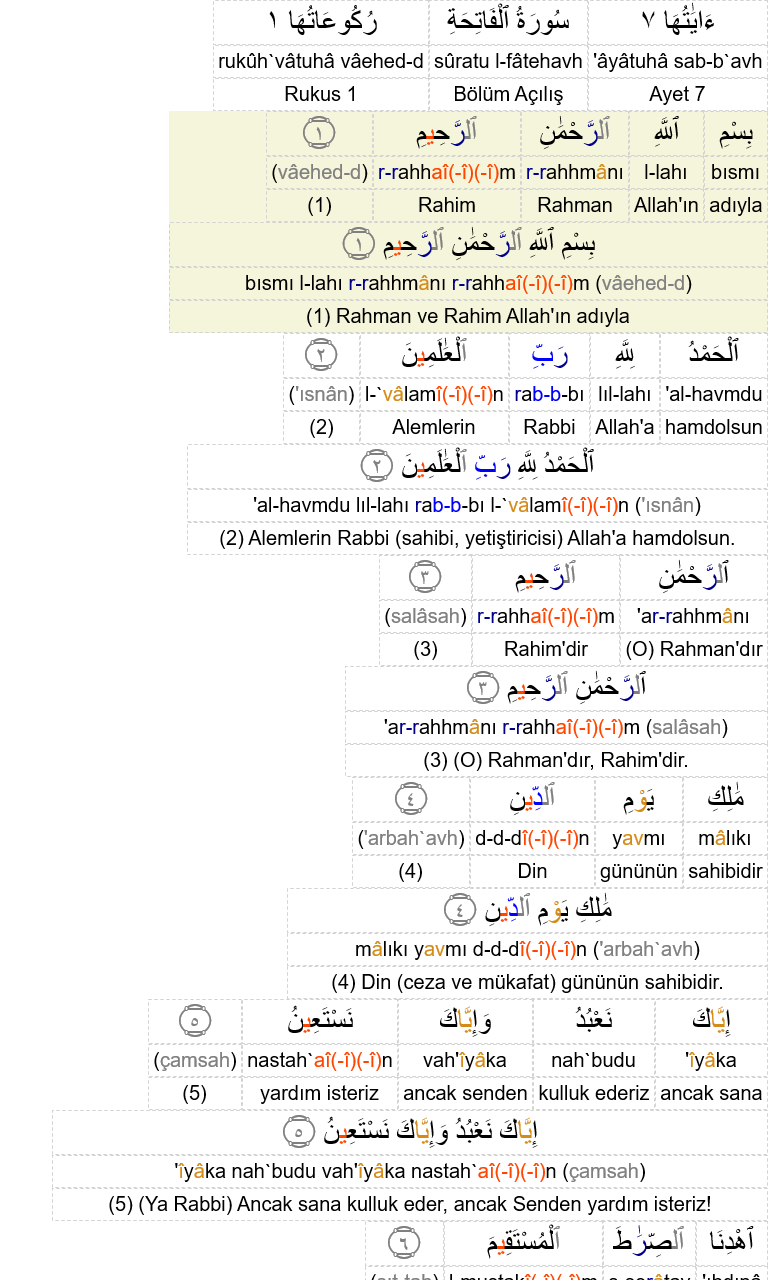 ءَايَٰتُهَا ٧ سُورَةُ ٱلْفَاتِحَةِ رُكُوعَاتُهَا ١
'âyâtuhâ sab-b`avh sûratu l-fâtehavh rukûh`vâtuhâ vâehed-d
Ayet 7 Bölüm Açılış Rukus 1
بِسْمِ ٱللَّهِ ٱلرَّحْمَٰنِ ٱلرَّحِيمِ ١
bısmı l-lahı r-rahhmânı r-rahhaî(-î)(-î)m (vâehed-d)
adıyla Allah'ın Rahman Rahim (1)
بِسْمِ ٱللَّهِ ٱلرَّحْمَٰنِ ٱلرَّحِيمِ ١
bısmı l-lahı r-rahhmânı r-rahhaî(-î)(-î)m (vâehed-d)
(1) Rahman ve Rahim Allah'ın adıyla
ٱلْحَمْدُ لِلَّهِ رَبِّ ٱلْعَٰلَمِينَ ٢
'al-havmdu lıl-lahı rab-b-bı l-`vâlamî(-î)(-î)n ('ısnân)
hamdolsun Allah'a Rabbi Alemlerin (2)
ٱلْحَمْدُ لِلَّهِ رَبِّ ٱلْعَٰلَمِينَ ٢
'al-havmdu lıl-lahı rab-b-bı l-`vâlamî(-î)(-î)n ('ısnân)
(2) Alemlerin Rabbi (sahibi, yetiştiricisi) Allah'a hamdolsun.
ٱلرَّحْمَٰنِ ٱلرَّحِيمِ ٣
'ar-rahhmânı r-rahhaî(-î)(-î)m (salâsah)
(O) Rahman'dır Rahim'dir (3)
ٱلرَّحْمَٰنِ ٱلرَّحِيمِ ٣
'ar-rahhmânı r-rahhaî(-î)(-î)m (salâsah)
(3) (O) Rahman'dır, Rahim'dir.
مَٰلِكِ يَوْمِ ٱلدِّينِ ٤
mâlıkı yavmı d-d-dî(-î)(-î)n ('arbah`avh)
sahibidir gününün Din (4)
مَٰلِكِ يَوْمِ ٱلدِّينِ ٤
mâlıkı yavmı d-d-dî(-î)(-î)n ('arbah`avh)
(4) Din (ceza ve mükafat) gününün sahibidir.
إِيَّاكَ نَعْبُدُ وَإِيَّاكَ نَسْتَعِينُ ٥
'îyâka nah`budu vah'îyâka nastah`aî(-î)(-î)n (çamsah)
ancak sana kulluk ederiz ancak senden yardım isteriz (5)
إِيَّاكَ نَعْبُدُ وَإِيَّاكَ نَسْتَعِينُ ٥
'îyâka nah`budu vah'îyâka nastah`aî(-î)(-î)n (çamsah)
(5) (Ya Rabbi) Ancak sana kulluk eder, ancak Senden yardım isteriz!
ٱهْدِنَا ٱلصِّرَٰطَ ٱلْمُسْتَقِيمَ ٦